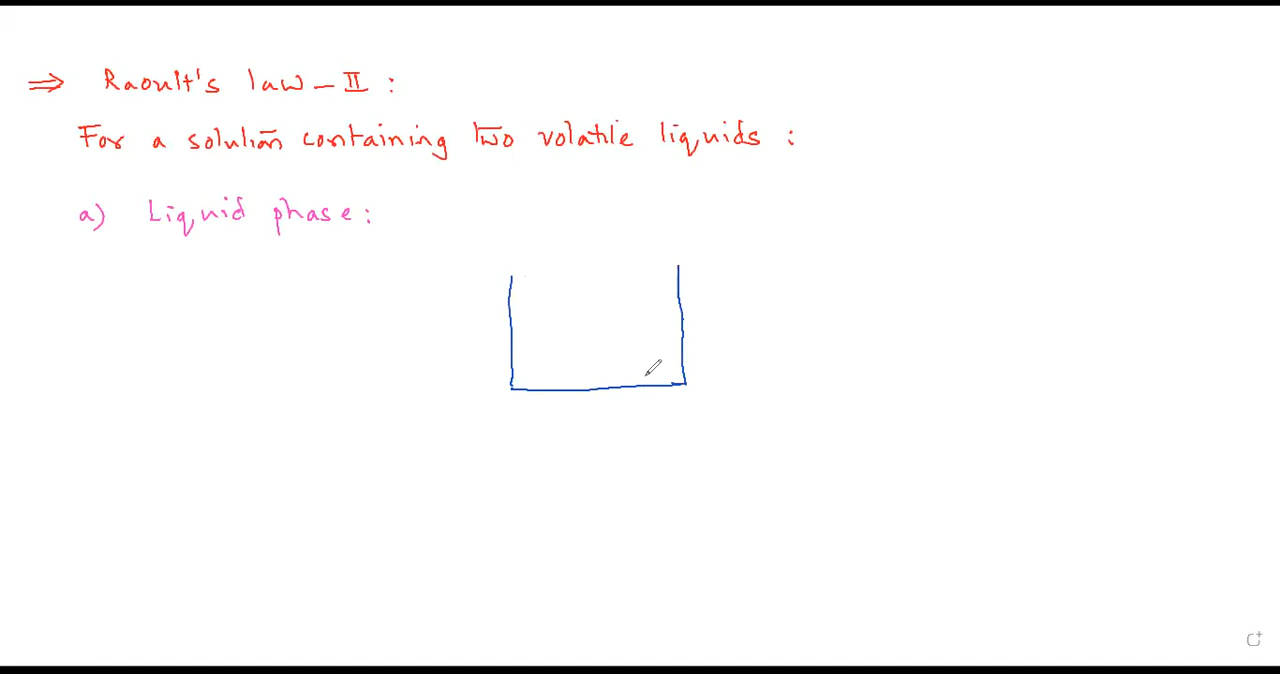 ⇒ Raoult's law - II :
For a solution containing two volatile liquids :
a) Liquid phase :